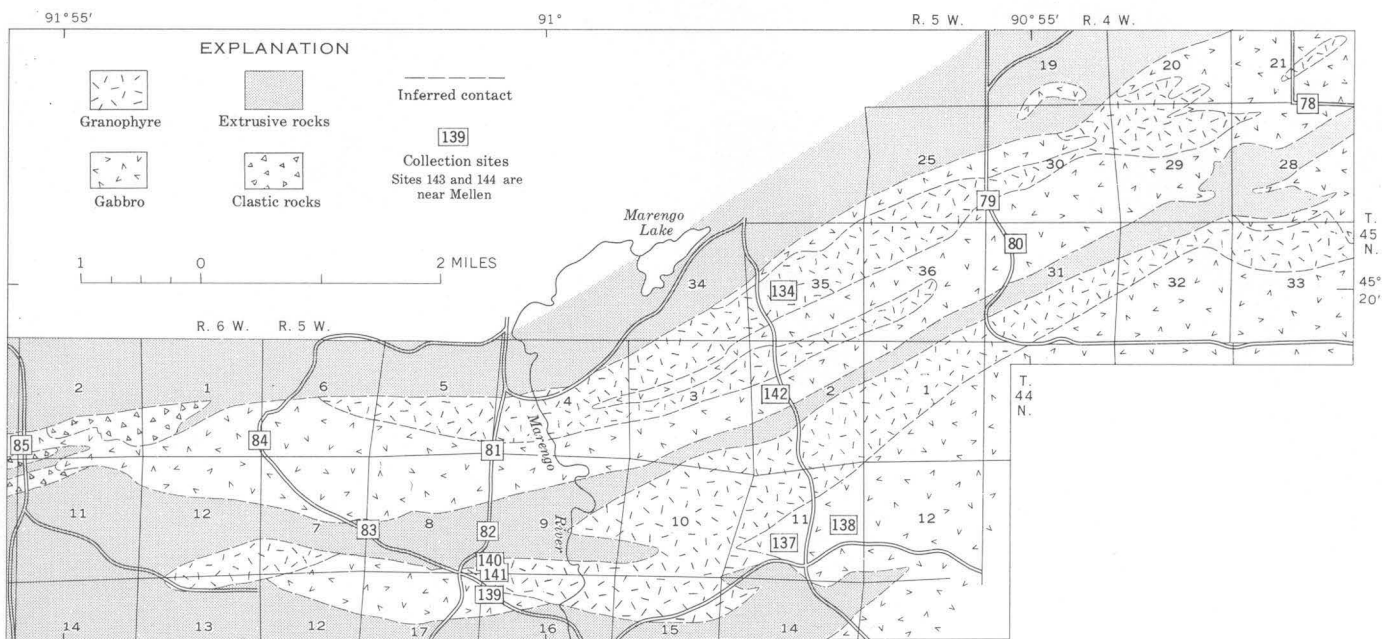 91°55'
91°
R. 5 W.
90°55'
R. 4 W.
EXPLANATION
Granophyre
Extrusive rocks
Inferred contact
139
Collection sites
Sites 143 and 144 are
near Mellen
Gabbro
Clastic rocks
1
0
2 MILES
19
20
21
78
25
30
29
28
79
Marengo
Lake
80
T.
45
N.
34
134
35
36
31
32
33
45°
20'
R. 6 W.
R. 5 W.
2
1
6
5
4
3
142
2
1
T.
44
N.
85
84
81
Marengo
River
11
12
7
83
8
82
9
10
11
138
12
137
140
141
139
14
13
12
17
16
15
14